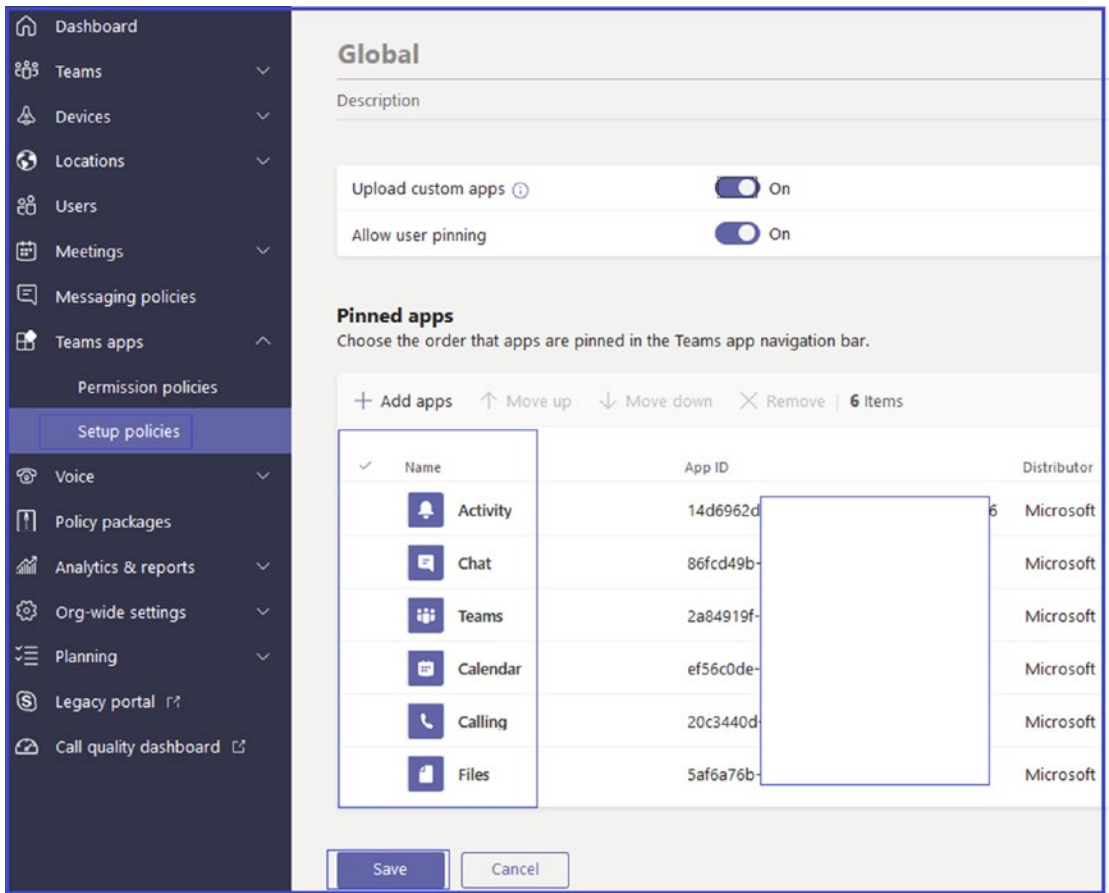 Dashboard
Teams
Devices
Locations
Users
Meetings
Messaging policies
Teams apps
Permission policies
Setup policies
Voice
Policy packages
Analytics & reports
Org-wide settings
Planning
Legacy portal
Call quality dashboard
Global
Description
Upload custom apps On
Allow user pinning On
Pinned apps
Choose the order that apps are pinned in the Teams app navigation bar.
+ Add apps ↑ Move up ↓ Move down × Remove | 6 Items
Name App ID Distributor
Activity 14d6962d 6 Microsoft
Chat 86fcd49b- Microsoft
Teams 2a84919f- Microsoft
Calendar ef56c0de- Microsoft
Calling 20c3440d- Microsoft
Files 5af6a76b- Microsoft
Save Cancel